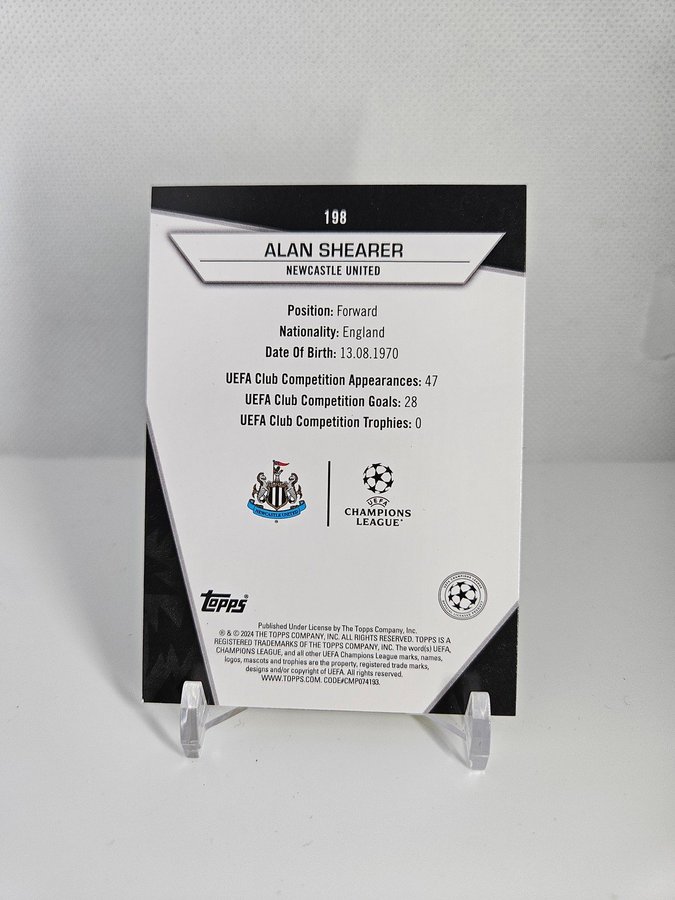 198
ALAN SHEARER
NEWCASTLE UNITED
Position: Forward
Nationality: England
Date Of Birth: 13.08.1970
UEFA Club Competition Appearances: 47
UEFA Club Competition Goals: 28
UEFA Club Competition Trophies: 0
NEWCASTLE UNITED
UEFA
CHAMPIONS
LEAGUE
topps
Published Under License by The Topps Company, Inc.
® & © 2024 THE TOPPS COMPANY, INC. ALL RIGHTS RESERVED. TOPPS IS A
REGISTERED TRADEMARKS OF THE TOPPS COMPANY, INC. The word(s) UEFA,
CHAMPIONS LEAGUE, and all other UEFA Champions League marks, names,
logos, mascots and trophies are the property, registered trade marks,
designs and/or copyright of UEFA. All rights reserved.
WWW.TOPPS.COM. CODE#CMP074193.